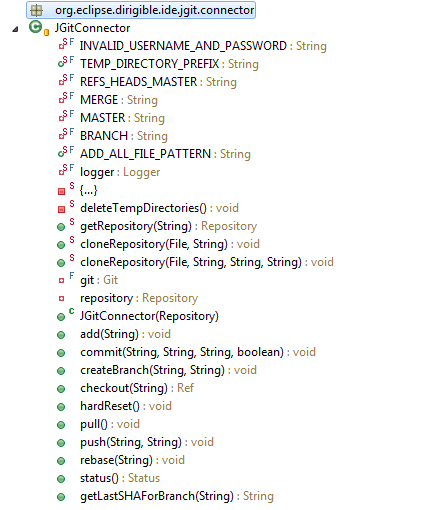 org.eclipse.dirigible.ide.jgit.connector
JGitConnector
INVALID_USERNAME_AND_PASSWORD : String
TEMP_DIRECTORY_PREFIX : String
REFS_HEADS_MASTER : String
MERGE : String
MASTER : String
BRANCH : String
ADD_ALL_FILE_PATTERN : String
logger : Logger
{...}
deleteTempDirectories() : void
getRepository(String) : Repository
cloneRepository(File, String) : void
cloneRepository(File, String, String, String) : void
git : Git
repository : Repository
JGitConnector(Repository)
add(String) : void
commit(String, String, String, boolean) : void
createBranch(String, String) : void
checkout(String) : Ref
hardReset() : void
pull() : void
push(String, String) : void
rebase(String) : void
status() : Status
getLastSHAForBranch(String) : String